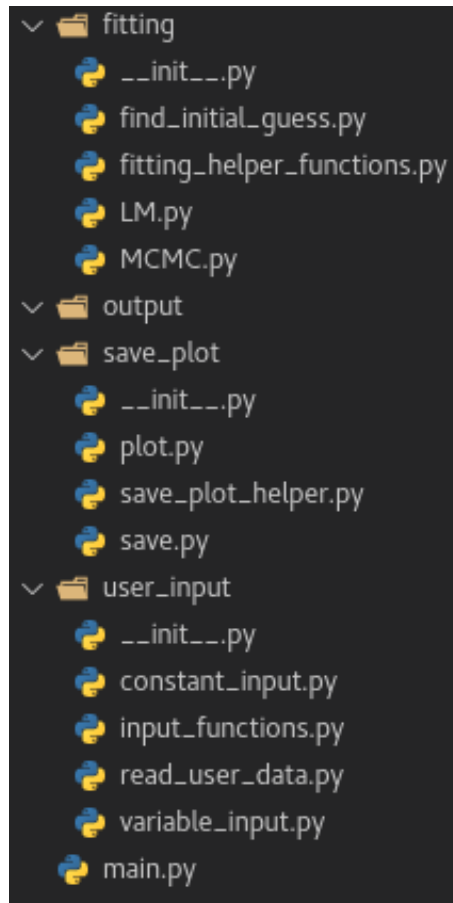 fitting
__init__.py
find_initial_guess.py
fitting_helper_functions.py
LM.py
MCMC.py
output
save_plot
__init__.py
plot.py
save_plot_helper.py
save.py
user_input
__init__.py
constant_input.py
input_functions.py
read_user_data.py
variable_input.py
main.py